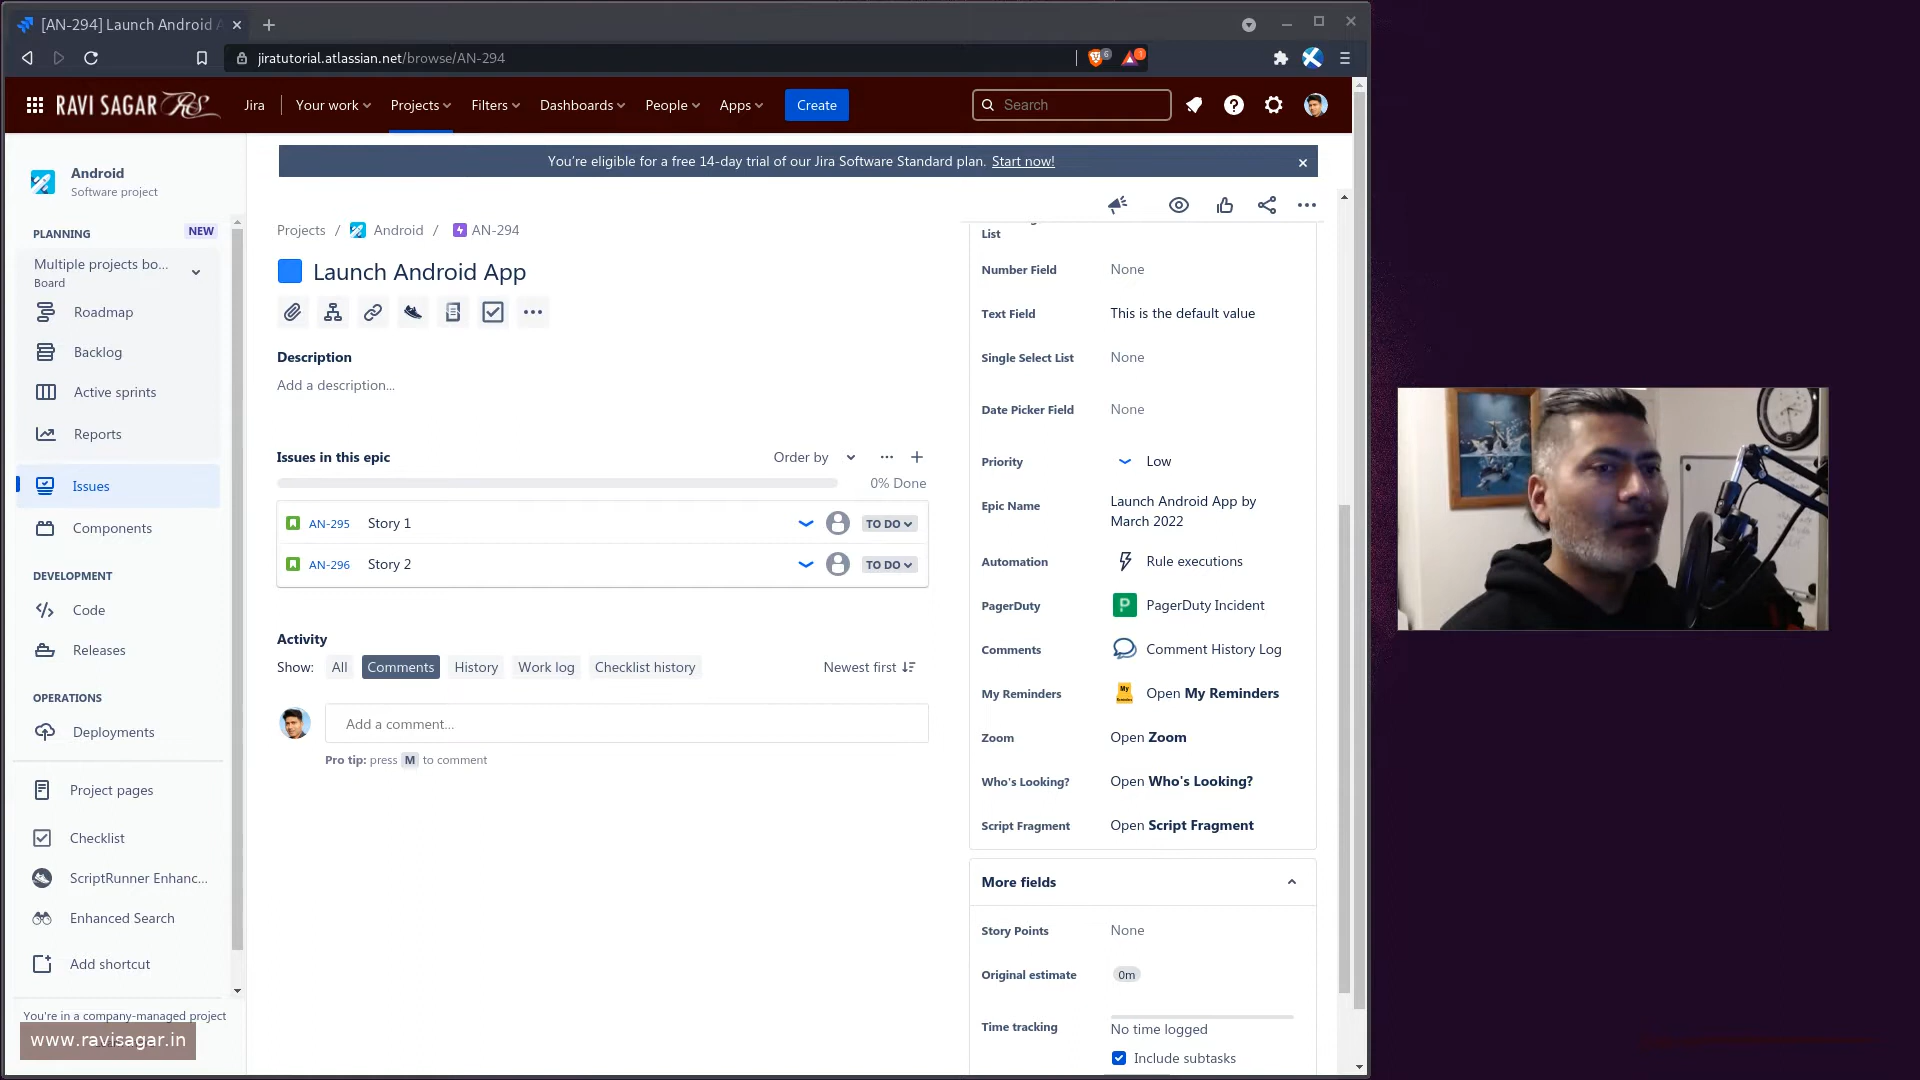 [AN-294] Launch Android A
jiratutorial.atlassian.net/browse/AN-294
6
1
RAVI SAGAR RS
Jira
Your work
Projects
Filters
Dashboards
People
Apps
Create
Search
You're eligible for a free 14-day trial of our Jira Software Standard plan. Start now!
Android
Software project
PLANNING
NEW
Multiple projects bo...
Board
Roadmap
Backlog
Active sprints
Reports
Issues
Components
DEVELOPMENT
Code
Releases
OPERATIONS
Deployments
Project pages
Checklist
ScriptRunner Enhanc...
Enhanced Search
Add shortcut
You're in a company-managed project
www.ravisagar.in
Projects / Android / AN-294
Launch Android App
Description
Add a description...
Issues in this epic
Order by
0% Done
AN-295 Story 1 TO DO
AN-296 Story 2 TO DO
Activity
Show: All Comments History Work log Checklist history Newest first
Add a comment...
Pro tip: press M to comment
List
Number Field None
Text Field This is the default value
Single Select List None
Date Picker Field None
Priority Low
Epic Name Launch Android App by
March 2022
Automation Rule executions
PagerDuty P PagerDuty Incident
Comments Comment History Log
My Reminders My Open My Reminders
Zoom Open Zoom
Who's Looking? Open Who's Looking?
Script Fragment Open Script Fragment
More fields
Story Points None
Original estimate 0m
Time tracking No time logged
Include subtasks